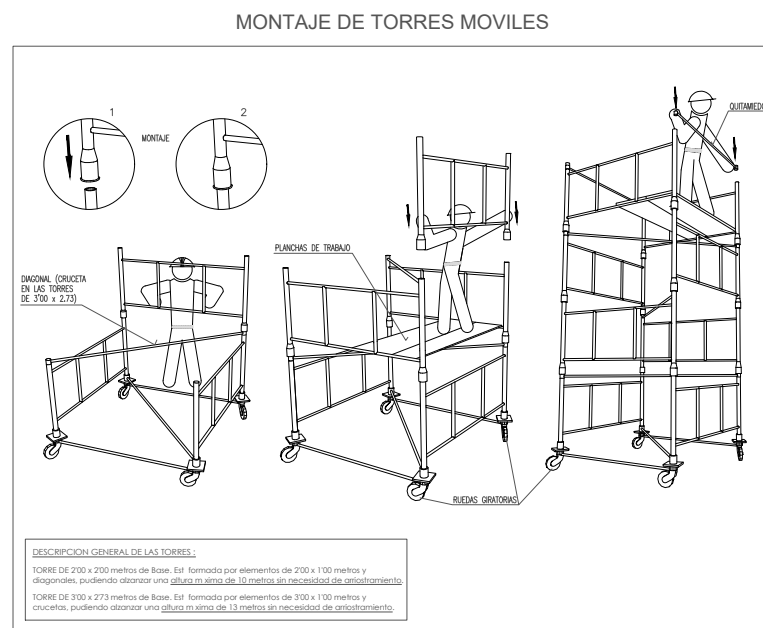 MONTAJE DE TORRES MOVILES
1
2
MONTAJE
QUITAMIEDO
PLANCHAS DE TRABAJO
DIAGONAL (CRUCETA
EN LAS TORRES
DE 3'00 x 2.73)
RUEDAS GIRATORIAS
DESCRIPCION GENERAL DE LAS TORRES :
TORRE DE 2'00 x 2'00 metros de Base. Est formada por elementos de 2'00 x 1'00 metros y
diagonales, pudiendo alzanzar una altura m xima de 10 metros sin necesidad de arriostramiento.
TORRE DE 3'00 x 2'73 metros de Base. Est formada por elementos de 3'00 x 1'00 metros y
crucetas, pudiendo alzanzar una altura m xima de 13 metros sin necesidad de arriostramiento.